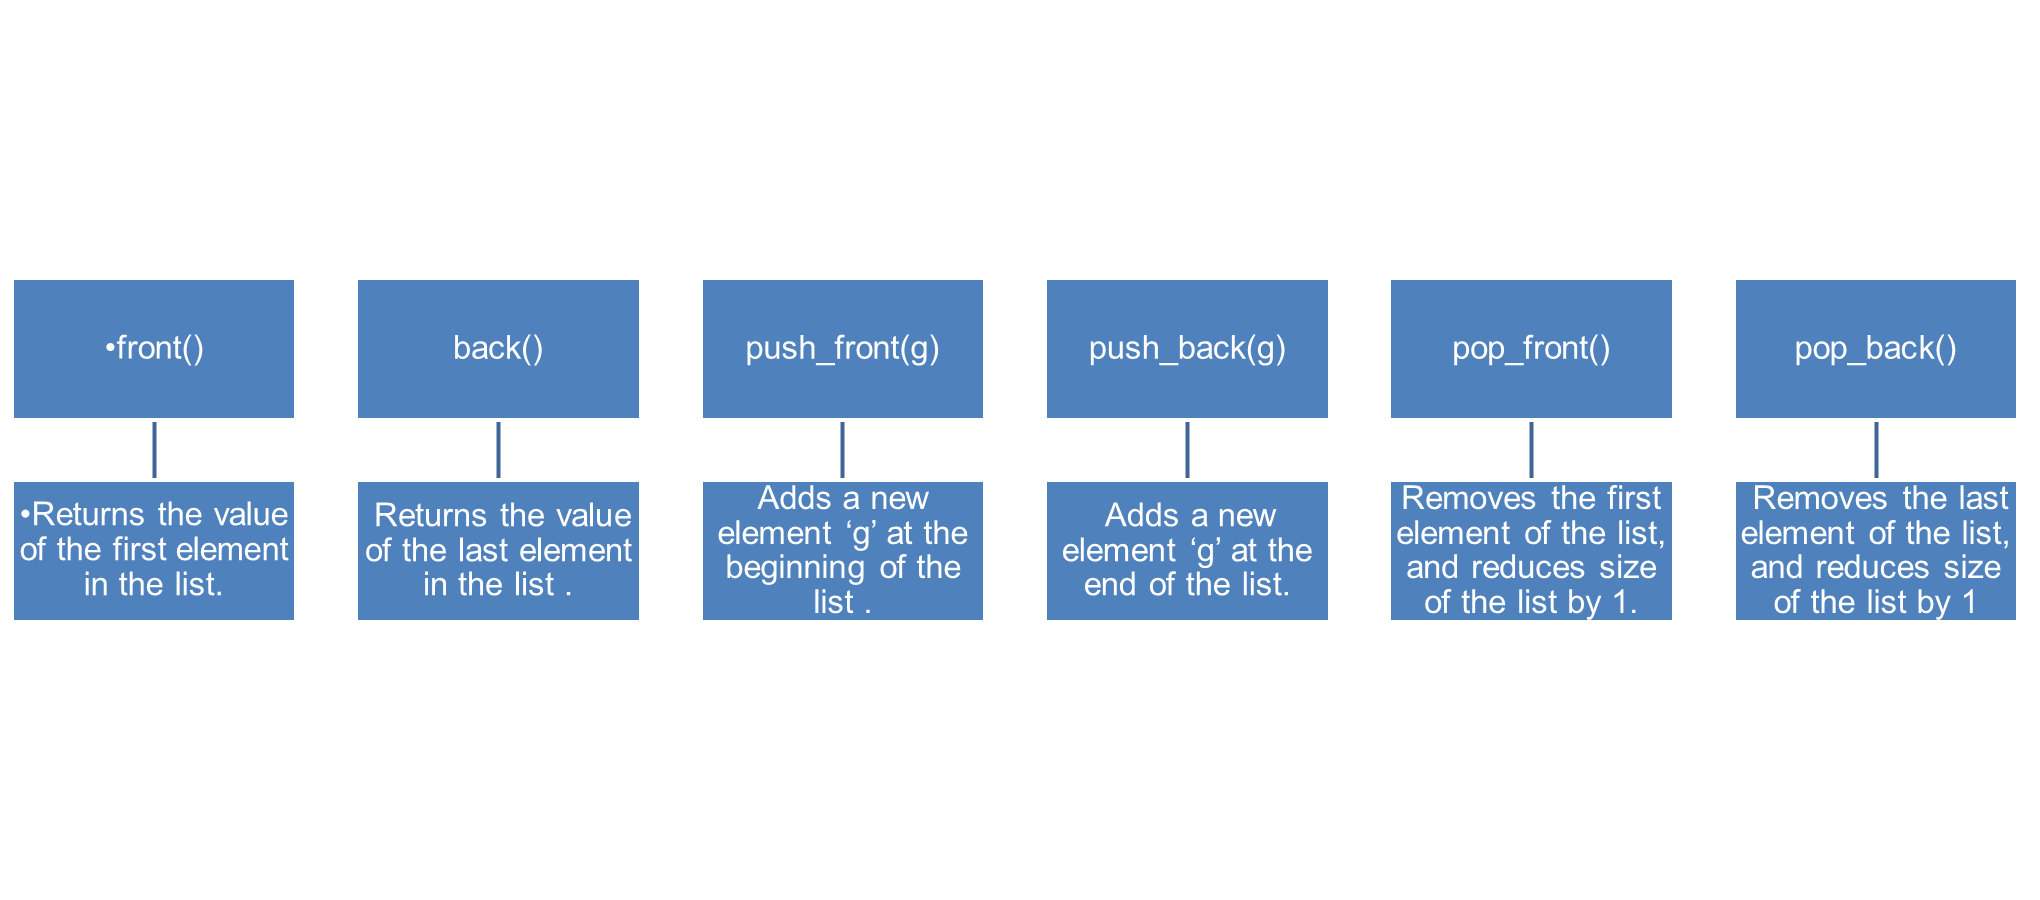 •front()
back()
push_front(g)
push_back(g)
pop_front()
pop_back()
•Returns the value
of the first element
in the list.
Returns the value
of the last element
in the list .
Adds a new
element ‘g’ at the
beginning of the
list .
Adds a new
element ‘g’ at the
end of the list.
Removes the first
element of the list,
and reduces size
of the list by 1.
Removes the last
element of the list,
and reduces size
of the list by 1